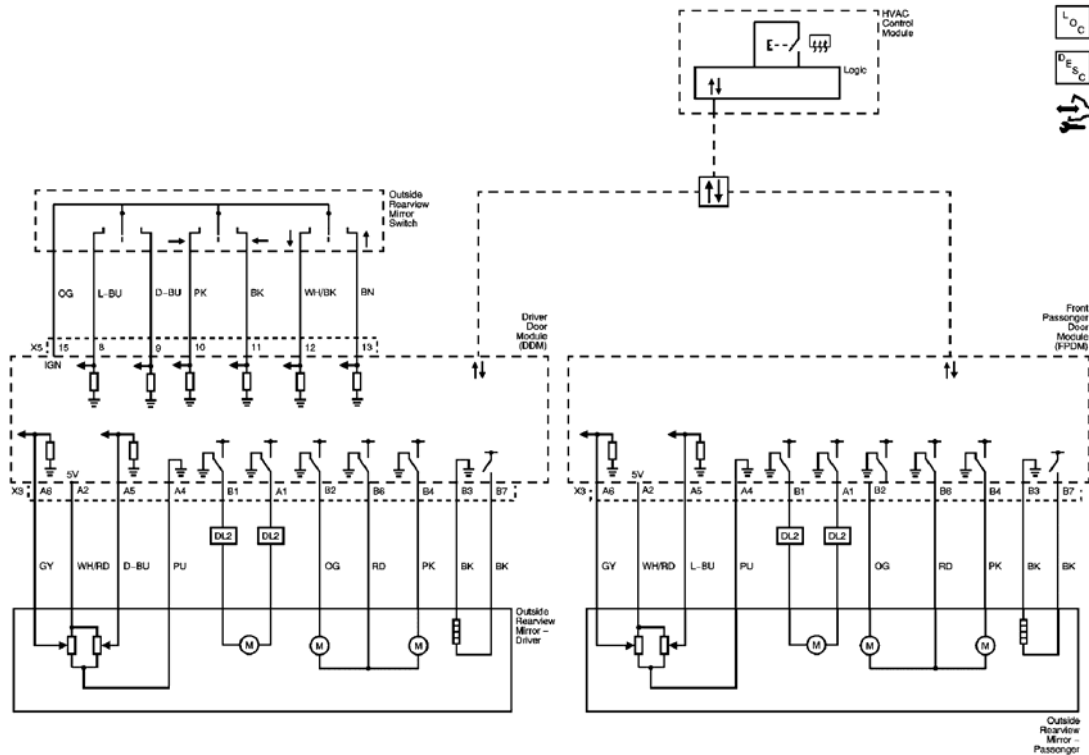 HVAC
Control
Module
E
Logic
LOC
DESC
Outside
Rearview
Mirror
Switch
OG L-BU D-BU PK BK WH/BK BN
Driver
Door
Module
(DDM)
Front
Passenger
Door
Module
(FPDM)
X5 15 8 9 10 11 12 13
IGN
5V 5V
X3 A6 A2 A5 A4 B1 A1 B2 B6 B4 B3 B7 X3 A6 A2 A5 A4 B1 A1 B2 B6 B4 B3 B7
DL2 DL2 DL2 DL2
GY WH/RD D-BU PU OG RD PK BK BK GY WH/RD L-BU PU OG RD PK BK BK
Outside
Rearview
Mirror –
Driver
M M M M M M
Outside
Rearview
Mirror –
Passenger